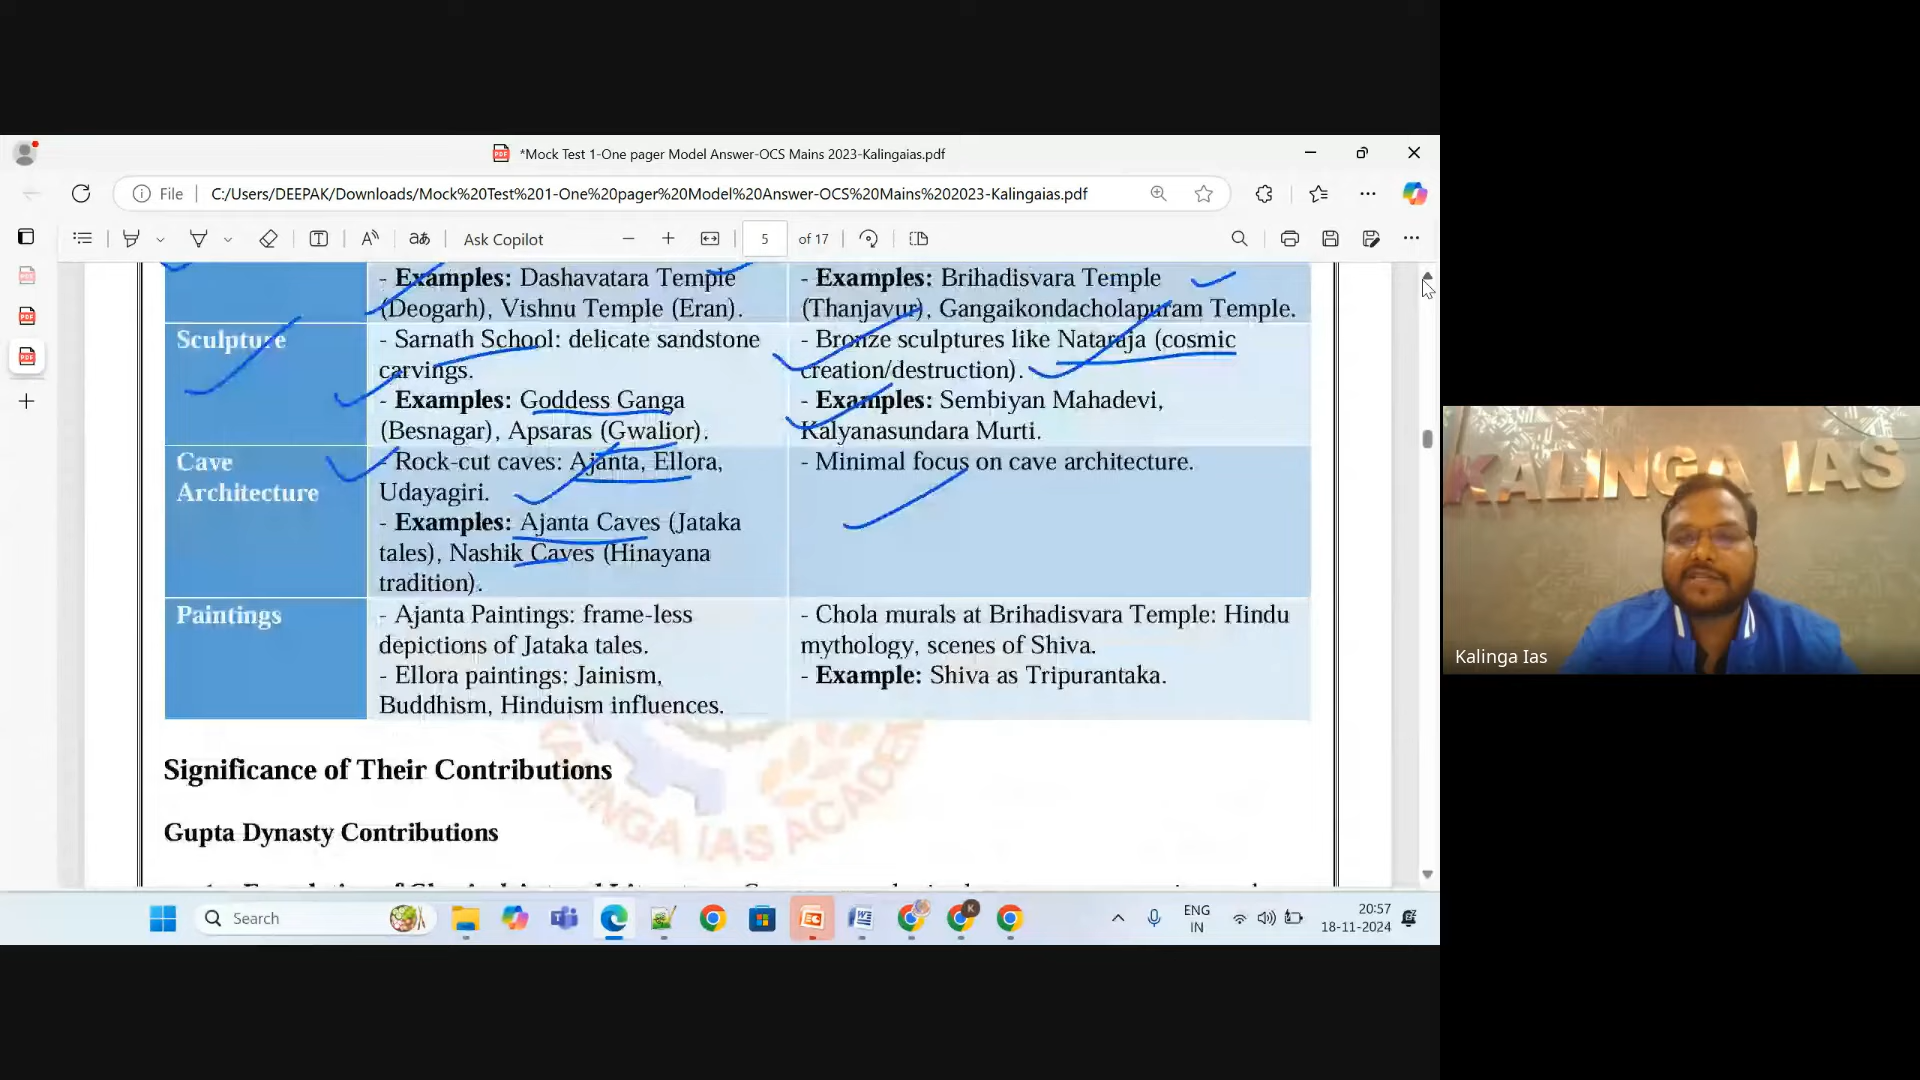 *Mock Test 1-One pager Model Answer-OCS Mains 2023-Kalingaias.pdf
File C:/Users/DEEPAK/Downloads/Mock%20Test%201-One%20pager%20Model%20Answer-OCS%20Mains%202023-Kalingaias.pdf
Ask Copilot 5 of 17
- Examples: Dashavatara Temple
(Deogarh), Vishnu Temple (Eran).
- Examples: Brihadisvara Temple
(Thanjavur), Gangaikondacholapuram Temple.
Sculpture
- Sarnath School: delicate sandstone
carvings.
- Examples: Goddess Ganga
(Besnagar), Apsaras (Gwalior).
- Bronze sculptures like Nataraja (cosmic
creation/destruction).
- Examples: Sembiyan Mahadevi,
Kalyanasundara Murti.
Cave
Architecture
- Rock-cut caves: Ajanta, Ellora,
Udayagiri.
- Examples: Ajanta Caves (Jataka
tales), Nashik Caves (Hinayana
tradition).
- Minimal focus on cave architecture.
Paintings
- Ajanta Paintings: frame-less
depictions of Jataka tales.
- Ellora paintings: Jainism,
Buddhism, Hinduism influences.
- Chola murals at Brihadisvara Temple: Hindu
mythology, scenes of Shiva.
- Example: Shiva as Tripurantaka.
Significance of Their Contributions
Gupta Dynasty Contributions
KALINGA IAS ACADEM
Search
ENG
IN
20:57
18-11-2024
KALINGA IAS
Kalinga Ias